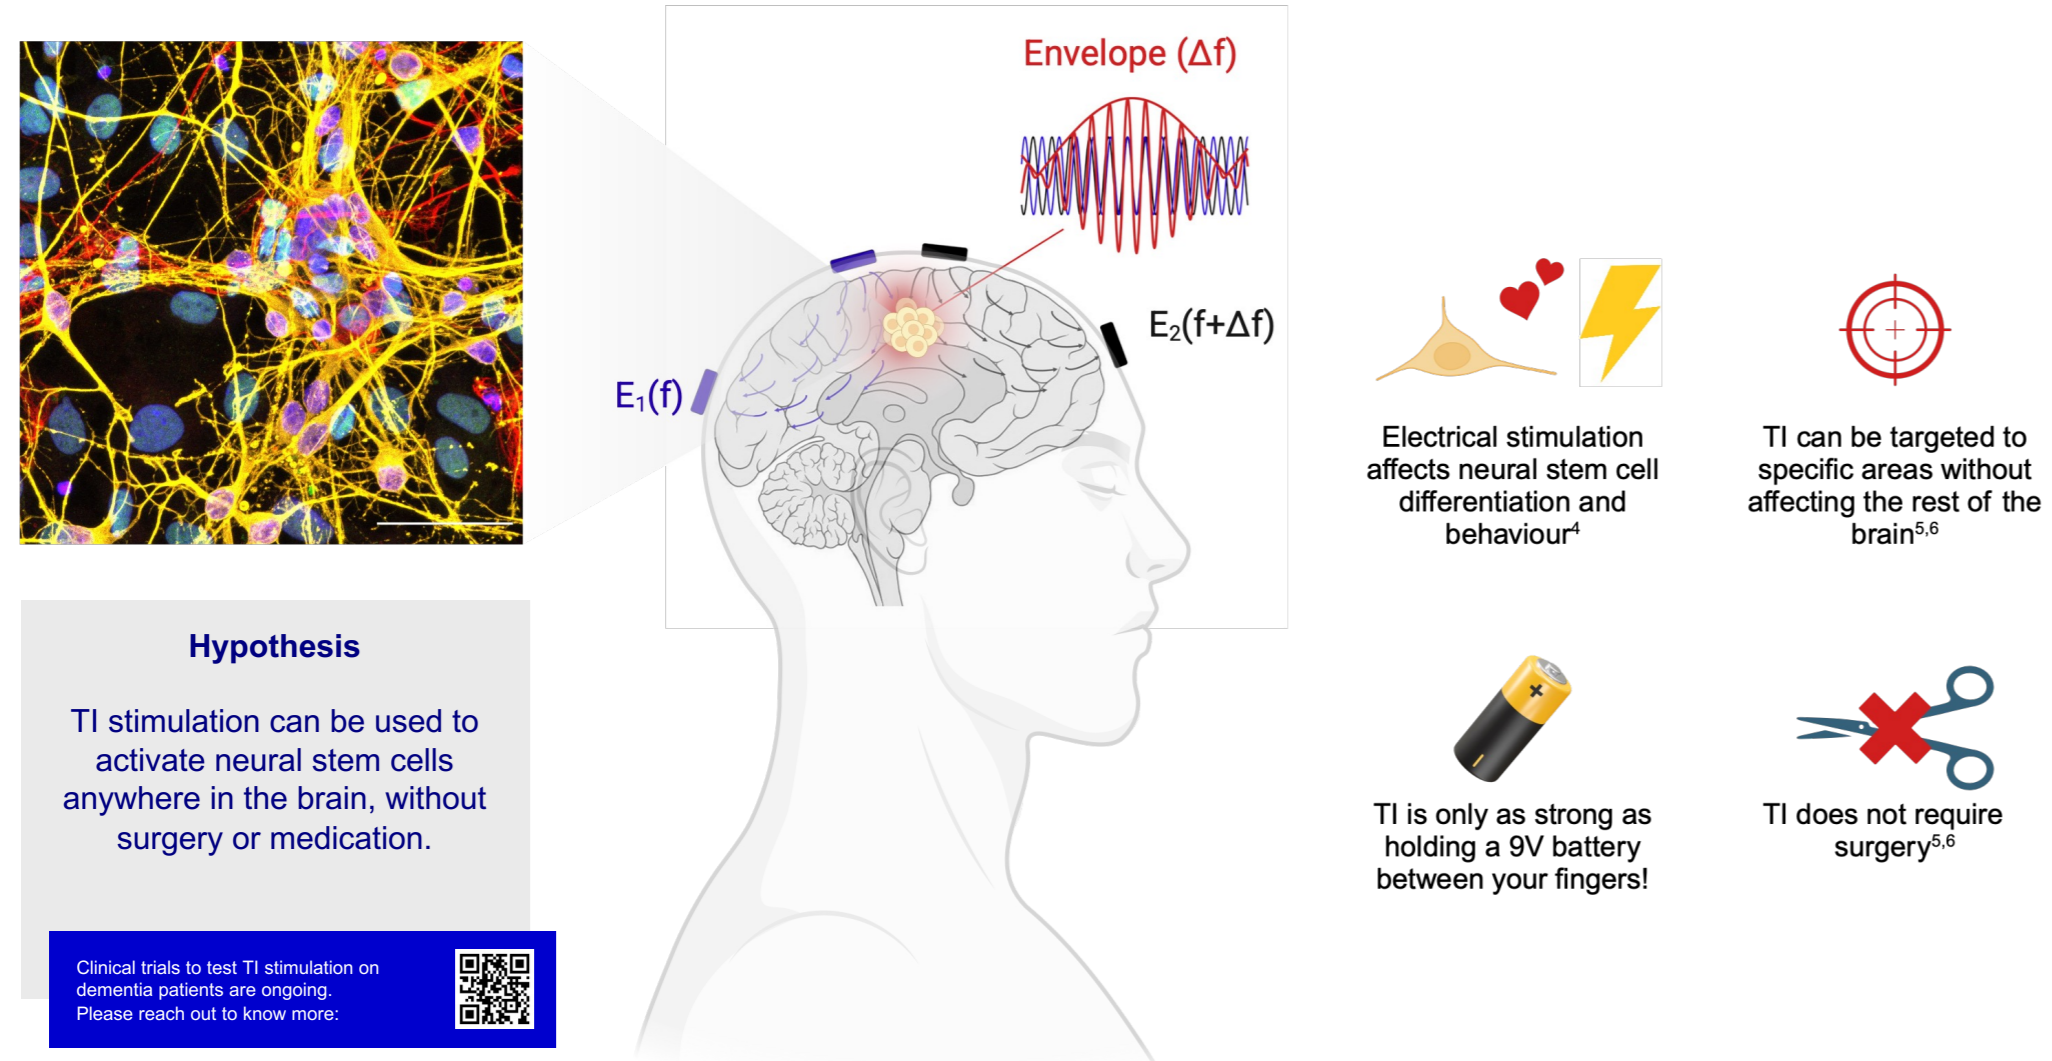 Envelope (Δf)
E₁(f)
E₂(f+Δf)
Electrical stimulation
affects neural stem cell
differentiation and
behaviour⁴
TI can be targeted to
specific areas without
affecting the rest of the
brain⁵,⁶
TI is only as strong as
holding a 9V battery
between your fingers!
TI does not require
surgery⁵,⁶
Hypothesis
TI stimulation can be used to
activate neural stem cells
anywhere in the brain, without
surgery or medication.
Clinical trials to test TI stimulation on
dementia patients are ongoing.
Please reach out to know more: